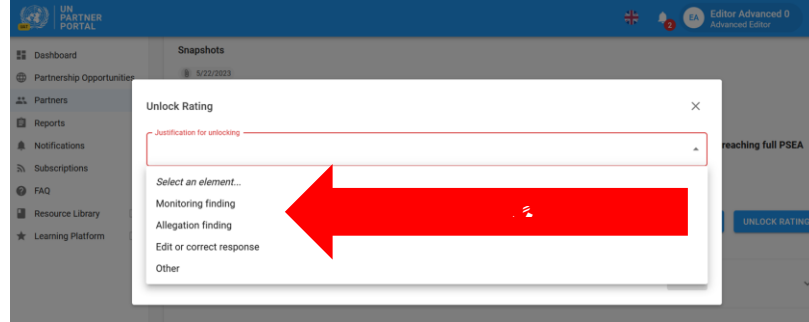 UN
PARTNER
PORTAL
2
EA
Editor Advanced 0
Advanced Editor
Dashboard
Partnership Opportunities
Partners
Reports
Notifications
Subscriptions
FAQ
Resource Library
Learning Platform
Snapshots
5/22/2023
Unlock Rating
Justification for unlocking
Select an element...
Monitoring finding
Allegation finding
Edit or correct response
Other
reaching full PSEA
UNLOCK RATING